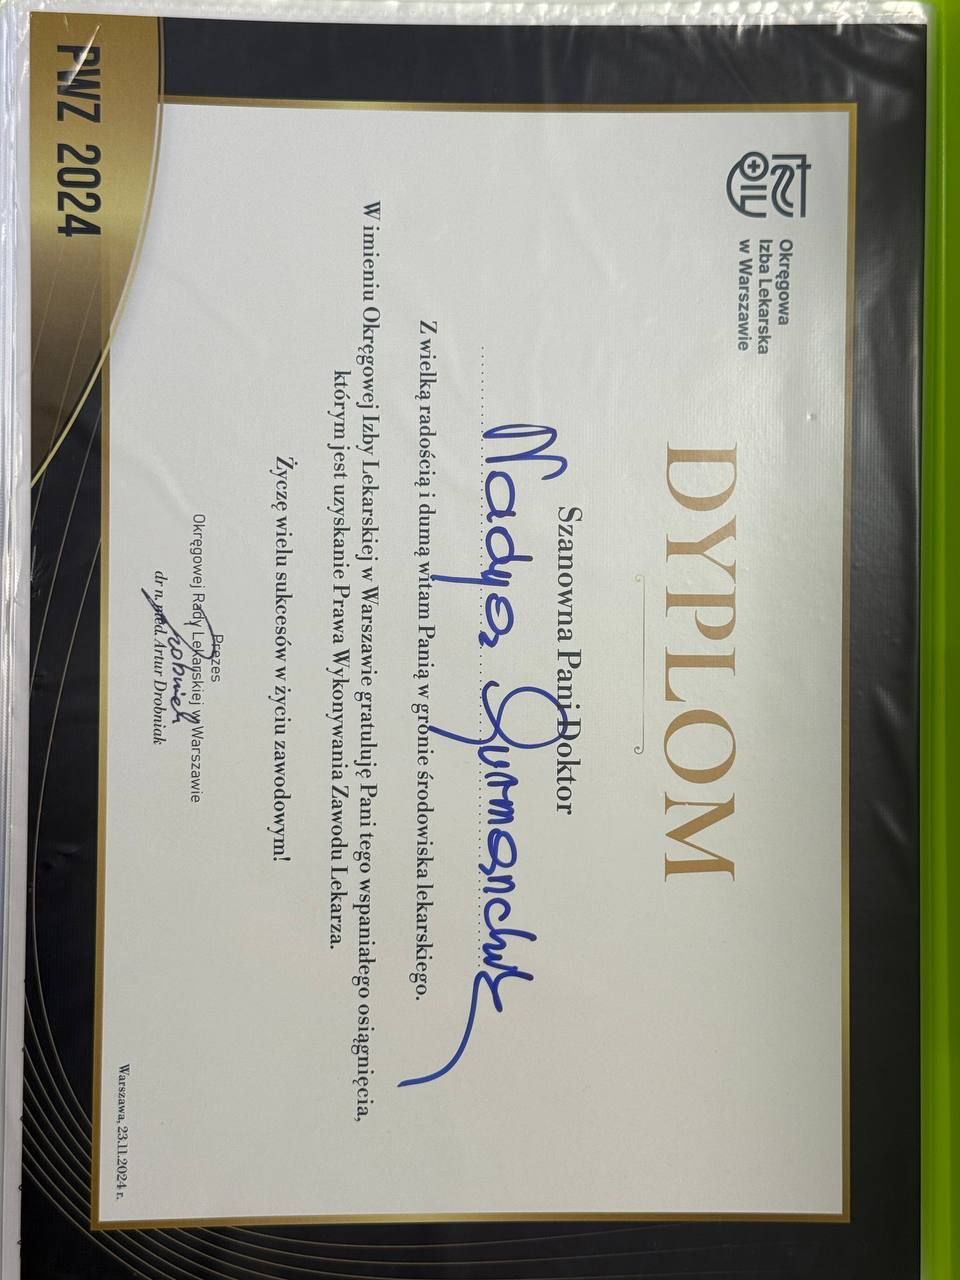 Okręgowa
Izba Lekarska
w Warszawie
DYPLOM
Szanowna Pani Doktor
Nadya
Z wielką radością i dumą witam Panią w gronie środowiska lekarskiego.
W imieniu Okręgowej Izby Lekarskiej w Warszawie gratuluję Pani tego wspaniałego osiągnięcia,
którym jest uzyskanie Prawa Wykonywania Zawodu Lekarza.
Życzę wielu sukcesów w życiu zawodowym!
Prezes
Okręgowej Rady Lekarskiej w Warszawie
dr n. med. Artur Drobniak
Warszawa, 23.11.2024 r.
PWZ 2024